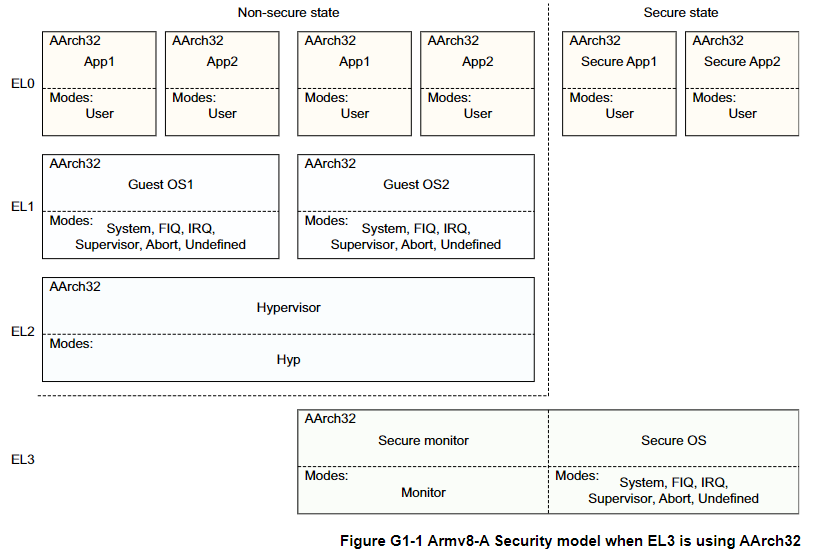 Non-secure state
Secure state
EL0
AArch32
App1
Modes:
User
AArch32
App2
Modes:
User
AArch32
App1
Modes:
User
AArch32
App2
Modes:
User
AArch32
Secure App1
Modes:
User
AArch32
Secure App2
Modes:
User
EL1
AArch32
Guest OS1
Modes:
System, FIQ, IRQ,
Supervisor, Abort, Undefined
AArch32
Guest OS2
Modes:
System, FIQ, IRQ,
Supervisor, Abort, Undefined
EL2
AArch32
Hypervisor
Modes:
Hyp
EL3
AArch32
Secure monitor
Modes:
Monitor
Secure OS
Modes:
System, FIQ, IRQ,
Supervisor, Abort, Undefined
Figure G1-1 Armv8-A Security model when EL3 is using AArch32